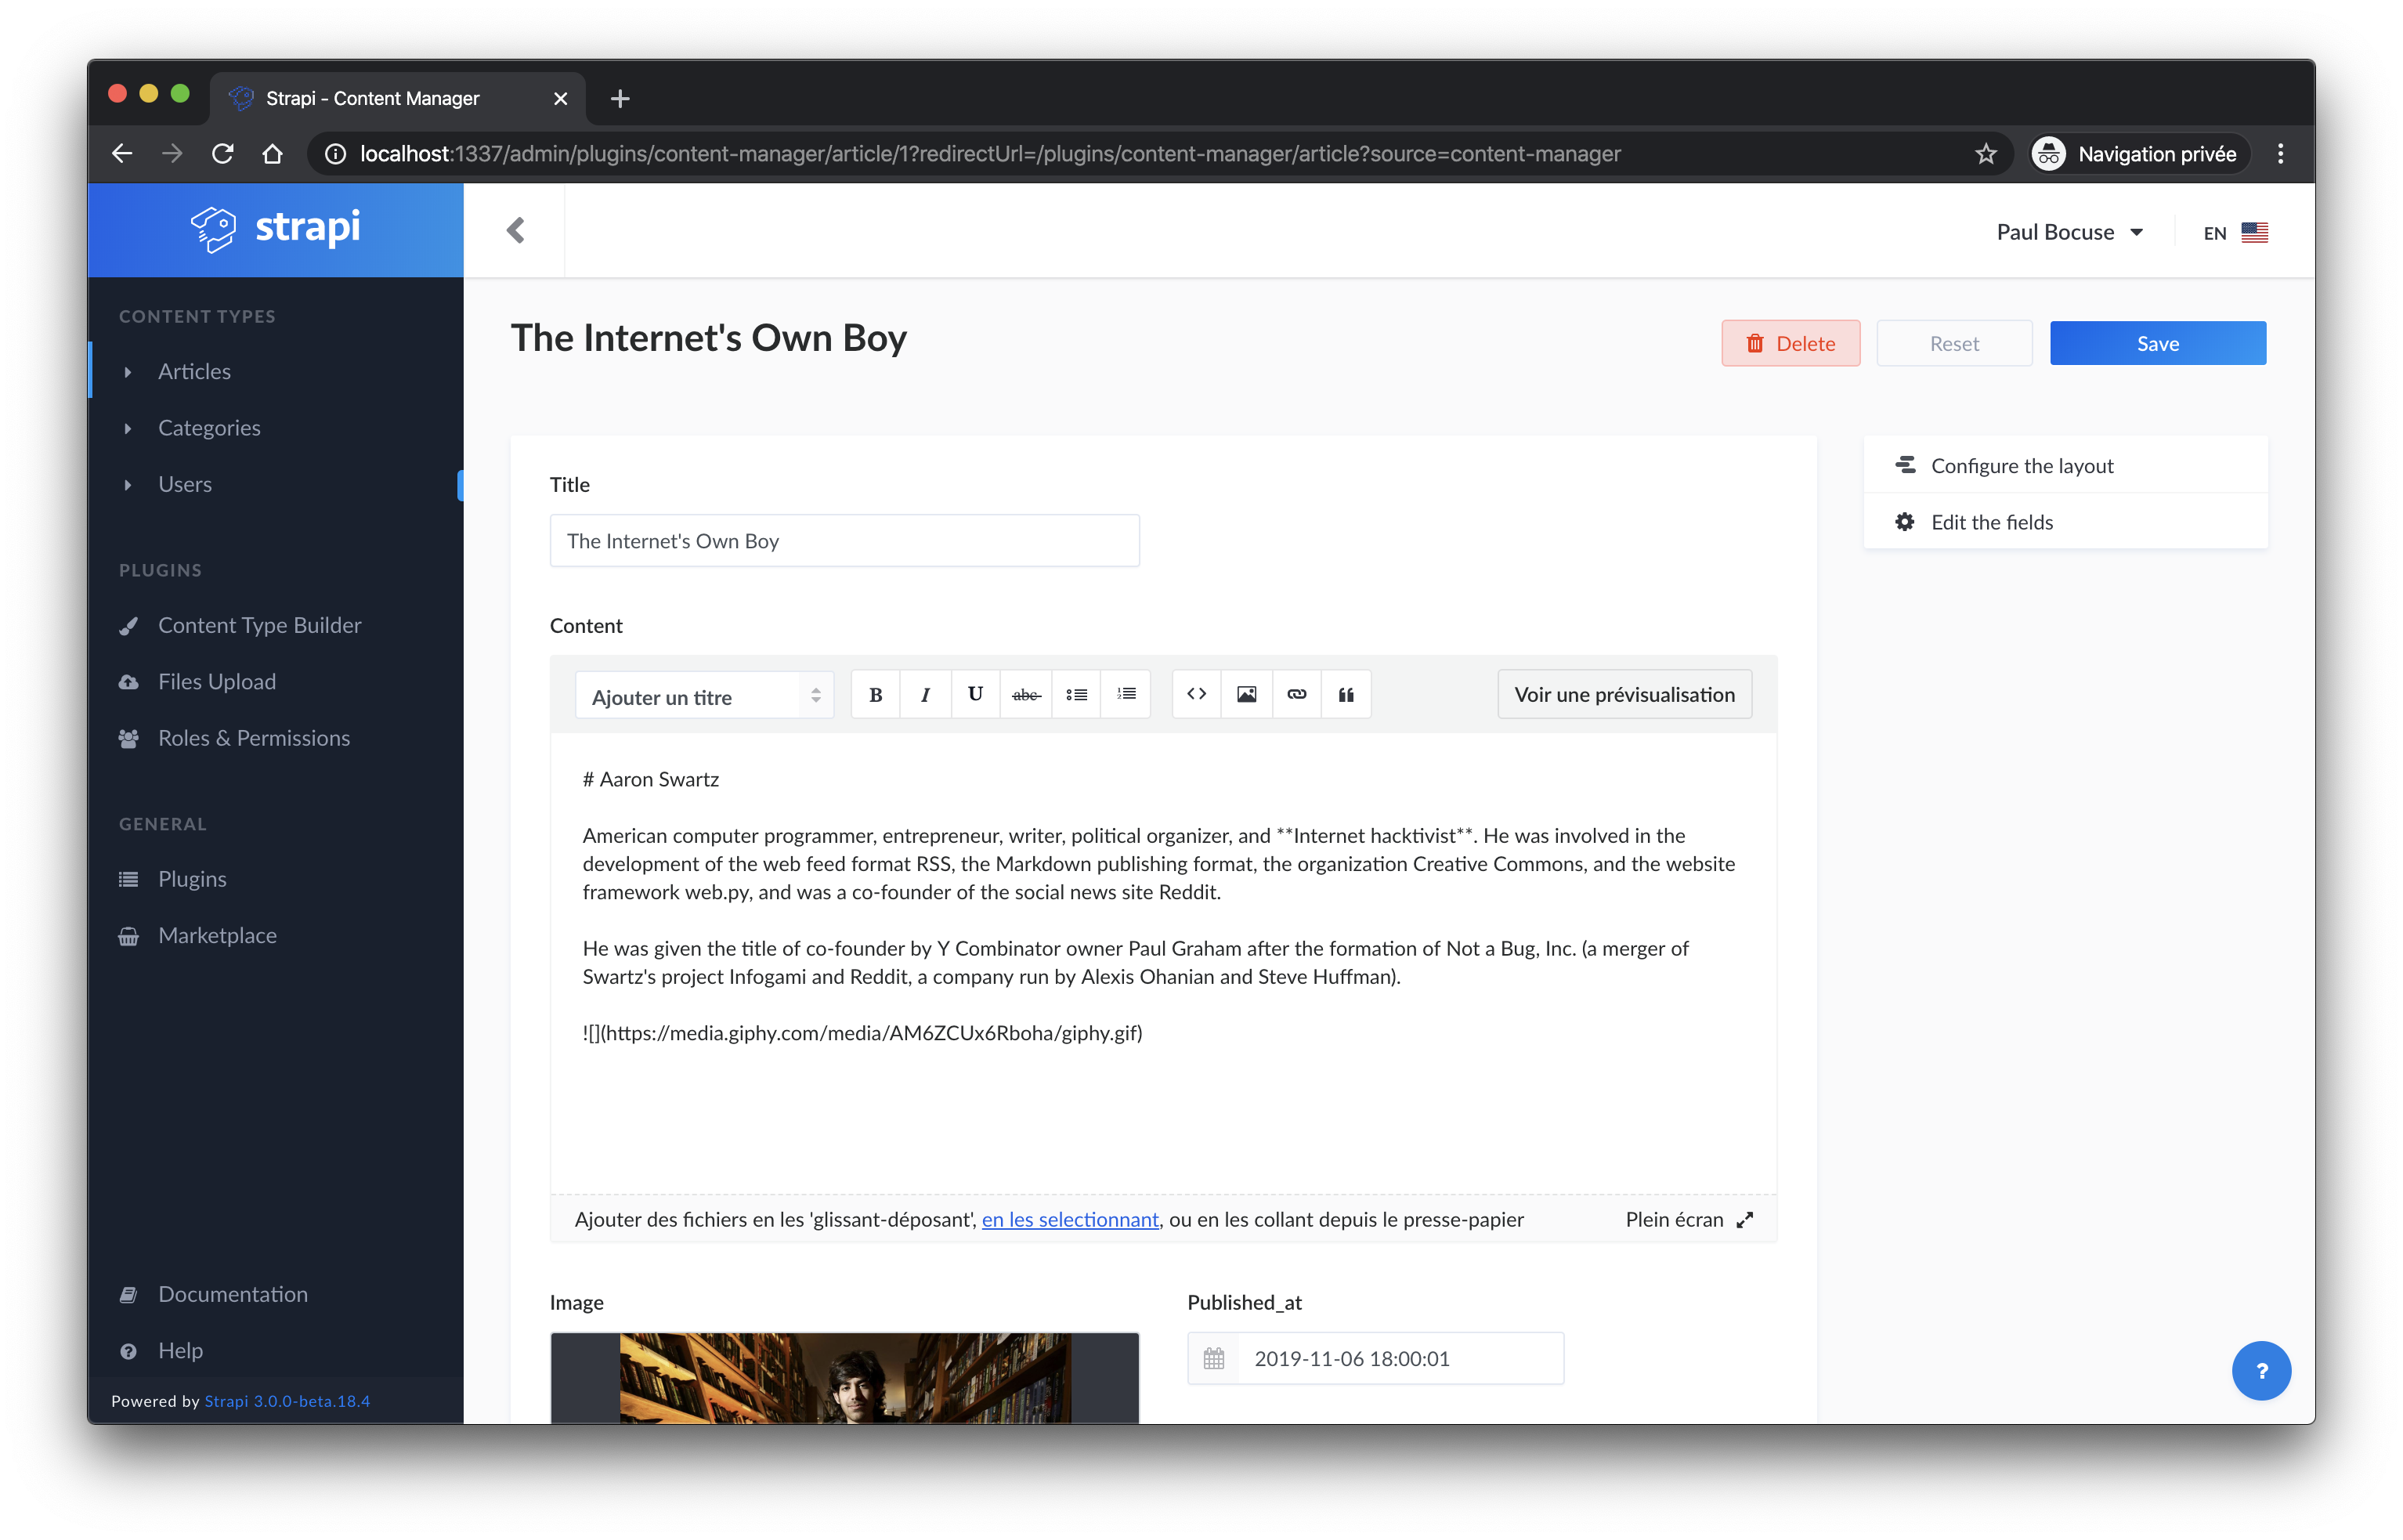 Strapi - Content Manager
localhost:1337/admin/plugins/content-manager/article/1?redirectUrl=/plugins/content-manager/article?source=content-manager
Navigation privée
strapi
Paul Bocuse
EN
CONTENT TYPES
Articles
Categories
Users
PLUGINS
Content Type Builder
Files Upload
Roles & Permissions
GENERAL
Plugins
Marketplace
Documentation
Help
Powered by Strapi 3.0.0-beta.18.4
The Internet's Own Boy
Delete
Reset
Save
Configure the layout
Edit the fields
Title
The Internet's Own Boy
Content
Ajouter un titre
B
I
U
abc
Voir une prévisualisation
# Aaron Swartz
American computer programmer, entrepreneur, writer, political organizer, and **Internet hacktivist**. He was involved in the
development of the web feed format RSS, the Markdown publishing format, the organization Creative Commons, and the website
framework web.py, and was a co-founder of the social news site Reddit.
He was given the title of co-founder by Y Combinator owner Paul Graham after the formation of Not a Bug, Inc. (a merger of
Swartz's project Infogami and Reddit, a company run by Alexis Ohanian and Steve Huffman).
![](https://media.giphy.com/media/AM6ZCUx6Rboha/giphy.gif)
Ajouter des fichiers en les 'glissant-déposant', en les selectionnant, ou en les collant depuis le presse-papier
Plein écran
Image
Published_at
2019-11-06 18:00:01
?